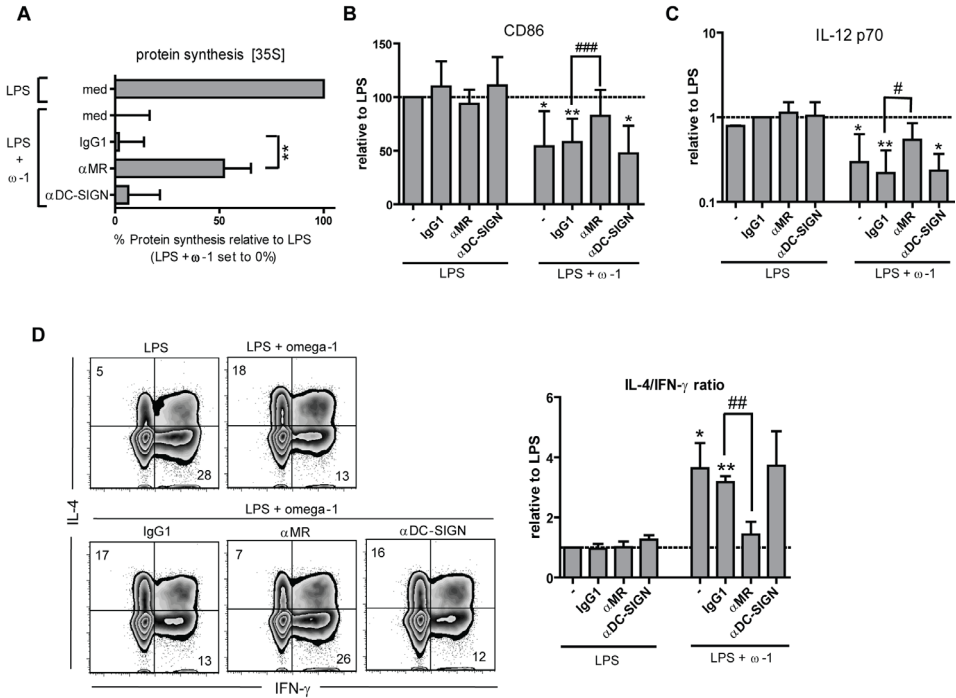 A
protein synthesis [35S]
LPS
med
LPS
+
ω-1
med
IgG1
αMR
αDC-SIGN
**
0
50
100
% Protein synthesis relative to LPS
(LPS + ω-1 set to 0%)
B
CD86
relative to LPS
150
100
50
0
###
*
**
*
-
IgG1
αMR
αDC-SIGN
-
IgG1
αMR
αDC-SIGN
LPS
LPS + ω-1
C
IL-12 p70
relative to LPS
10
1
0.1
#
*
**
*
-
IgG1
αMR
αDC-SIGN
-
IgG1
αMR
αDC-SIGN
LPS
LPS + ω-1
D
LPS
LPS + omega-1
5
28
18
13
IL-4
LPS + omega-1
IgG1
αMR
αDC-SIGN
17
13
7
26
16
12
IFN-γ
IL-4/IFN-γ ratio
relative to LPS
6
4
2
0
##
*
**
-
IgG1
αMR
αDC-SIGN
-
IgG1
αMR
αDC-SIGN
LPS
LPS + ω-1